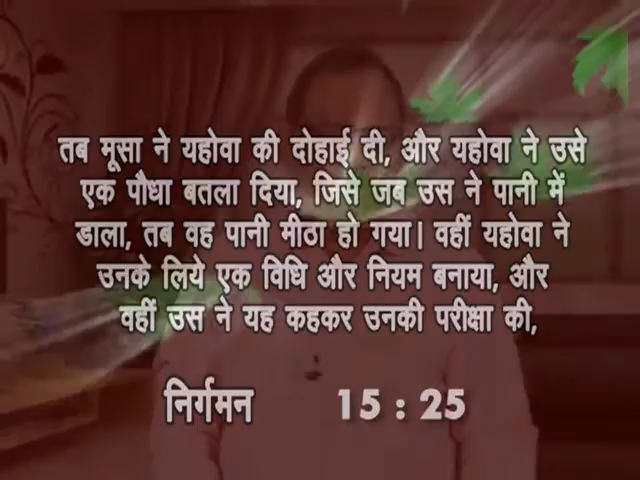 तब मूसा ने यहोवा की दोहाई दी, और यहोवा ने उसे
एक पौधा बतला दिया, जिसे जब उस ने पानी में
डाला, तब वह पानी मीठा हो गया। वहीं यहोवा ने
उनके लिये एक विधि और नियम बनाया, और
वहीं उस ने यह कहकर उनकी परीक्षा की,
निर्गमन 15 : 25